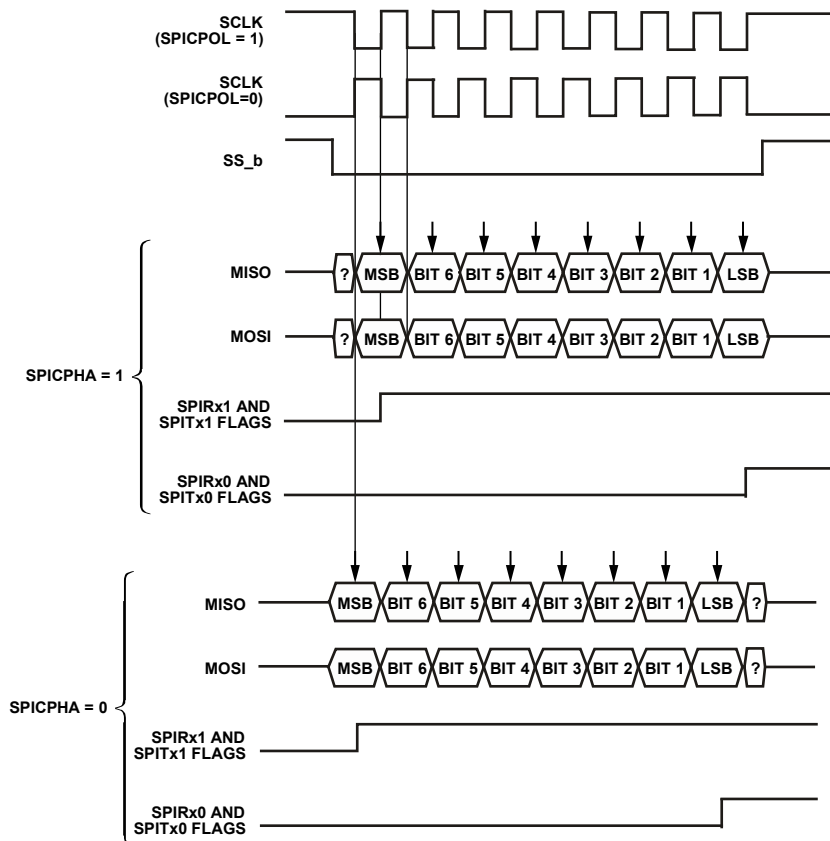 SCLK
(SPICPOL = 1)
SCLK
(SPICPOL=0)
SS_b
SPICPHA = 1
MISO
? MSB BIT 6 BIT 5 BIT 4 BIT 3 BIT 2 BIT 1 LSB
MOSI
? MSB BIT 6 BIT 5 BIT 4 BIT 3 BIT 2 BIT 1 LSB
SPIRx1 AND
SPITx1 FLAGS
SPIRx0 AND
SPITx0 FLAGS
SPICPHA = 0
MISO
MSB BIT 6 BIT 5 BIT 4 BIT 3 BIT 2 BIT 1 LSB ?
MOSI
MSB BIT 6 BIT 5 BIT 4 BIT 3 BIT 2 BIT 1 LSB ?
SPIRx1 AND
SPITx1 FLAGS
SPIRx0 AND
SPITx0 FLAGS